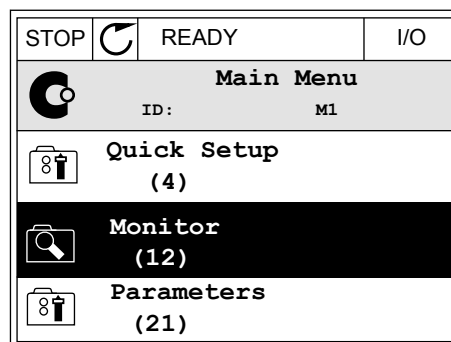 STOP READY I/O
Main Menu
ID: M1
Quick Setup
(4)
Monitor
(12)
Parameters
(21)